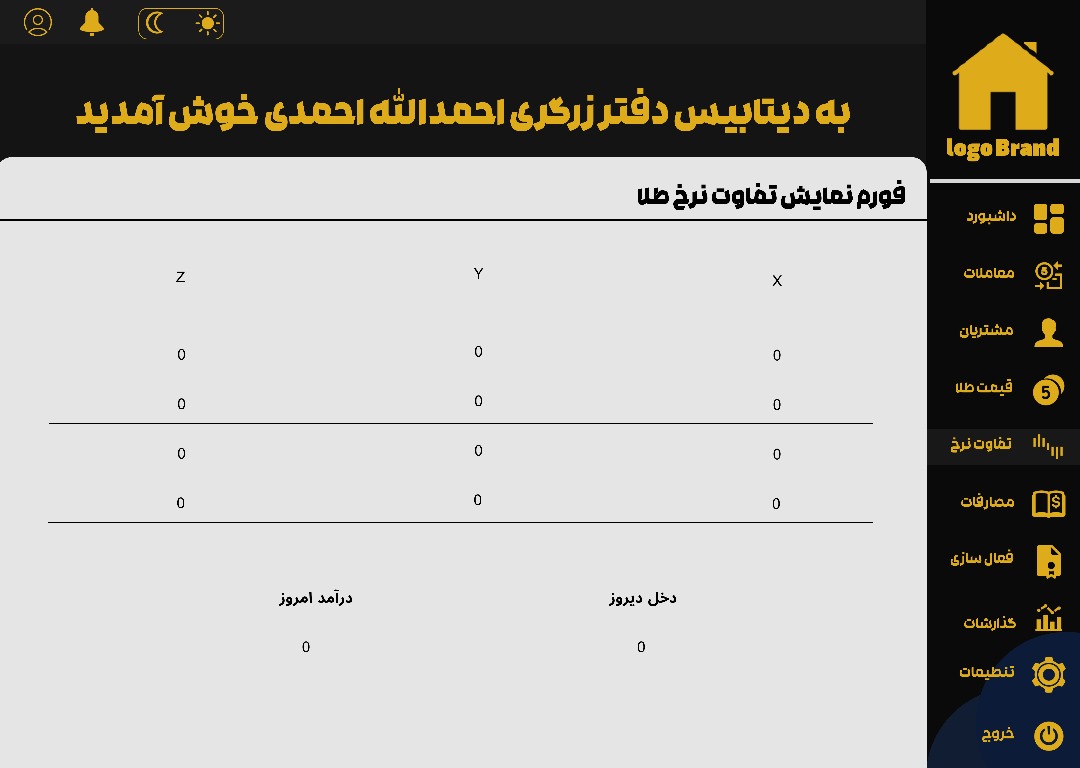 به دیتابیس دفتر زرگری احمدالله احمدی خوش آمدید
logo Brand
فورم نمایش تفاوت نرخ طلا
داشبورد
معاملات
مشتریان
قیمت طلا
5
تفاوت نرخ
مصارفات
$
فعال سازی
گذارشات
تنطیمات
خروج
X Y Z
0 0 0
0 0 0
0 0 0
0 0 0
دخل دیروز درآمد امروز
0 0